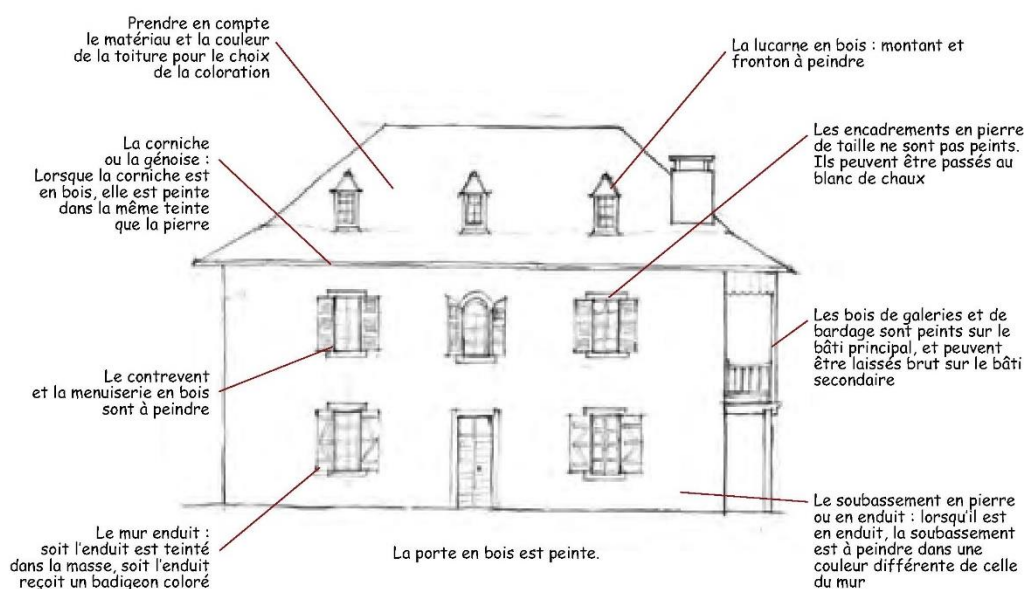 Prendre en compte
le matériau et la couleur
de la toiture pour le choix
de la coloration
La lucarne en bois : montant et
fronton à peindre
La corniche
ou la génoise :
Lorsque la corniche est
en bois, elle est peinte
dans la même teinte
que la pierre
Les encadrements en pierre
de taille ne sont pas peints.
Ils peuvent être passés au
blanc de chaux
Le contrevent
et la menuiserie en bois
sont à peindre
Les bois de galeries et de
bardage sont peints sur le
bâti principal, et peuvent
être laissés brut sur le bâti
secondaire
Le mur enduit :
soit l'enduit est teinté
dans la masse, soit l'enduit
reçoit un badigeon coloré
La porte en bois est peinte.
Le soubassement en pierre
ou en enduit : lorsqu'il est
en enduit, la soubassement
est à peindre dans une
couleur différente de celle
du mur